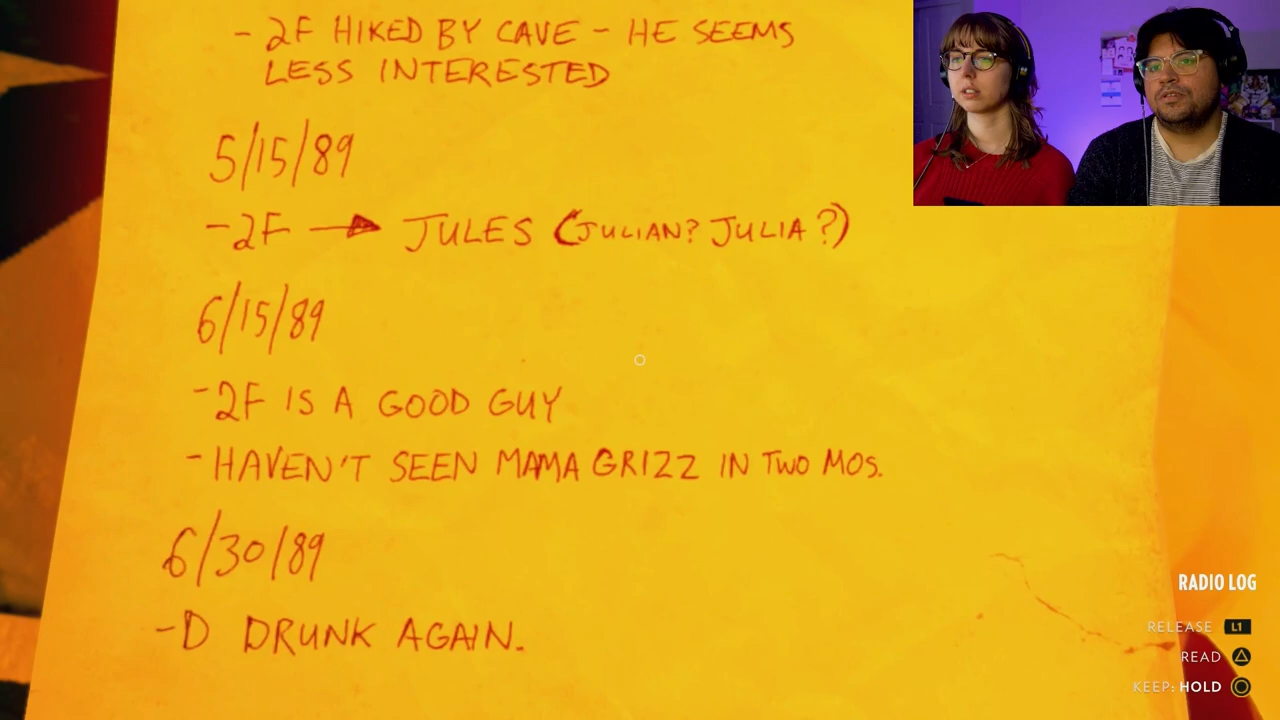 - 2F HIKED BY CAVE - HE SEEMS
LESS INTERESTED
5/15/89
-2F → JULES (JULIAN? JULIA?)
6/15/89
-2F IS A GOOD GUY
- HAVEN'T SEEN MAMA GRIZZ IN TWO MOS.
6/30/89
-D DRUNK AGAIN.
RADIO LOG
RELEASE L1
READ
KEEP: HOLD